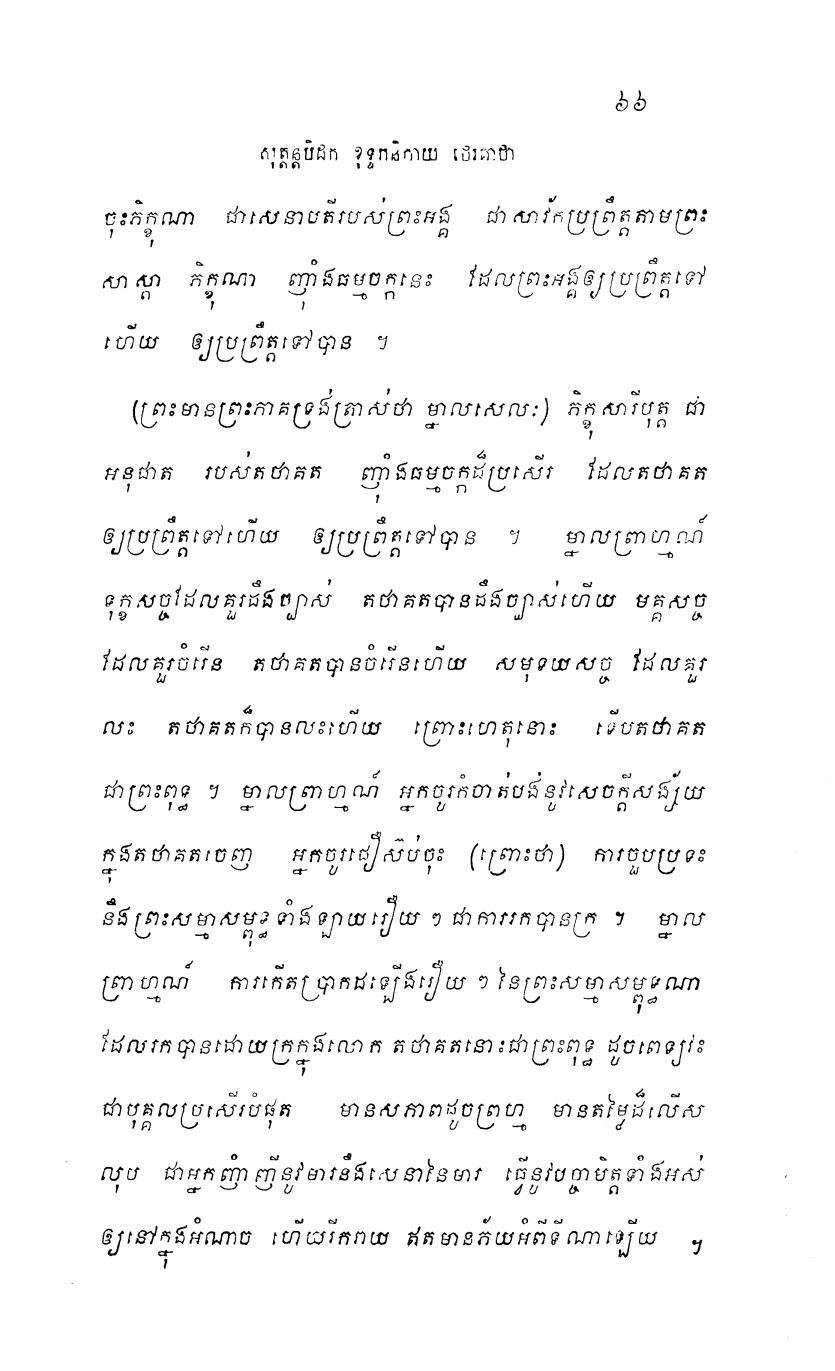 ៦៦
សុត្តន្តបិដក ខុទ្ទកនិកាយ ថេរគាថា
ចុះភិក្ខុណា ជាសេនាបតីរបស់ព្រះអង្គ ជាសាវ័កប្រព្រឹត្តតាមព្រះ
សាស្តា ភិក្ខុណា ញ៉ាំងធម្មចក្កនេះ ដែលព្រះអង្គឲ្យប្រព្រឹត្តទៅ
ហើយ ឲ្យប្រព្រឹត្តទៅបាន ។
(ព្រះមានព្រះភាគទ្រង់ត្រាស់ថា ម្នាលសេលៈ) ភិក្ខុសារីបុត្ត ជា
អនុជាត របស់តថាគត ញ៉ាំងធម្មចក្កដ៏ប្រសើរ ដែលតថាគត
ឲ្យប្រព្រឹត្តទៅហើយ ឲ្យប្រព្រឹត្តទៅបាន ។ ម្នាលព្រាហ្មណ៍
ទុក្ខសច្ចដែលគួរដឹងច្បាស់ តថាគតបានដឹងច្បាស់ហើយ មគ្គសច្ច
ដែលគួរចំរើន តថាគតបានចំរើនហើយ សមុទយសច្ច ដែលគួរ
លះ តថាគតក៏បានលះហើយ ព្រោះហេតុនោះ ទើបតថាគត
ជាព្រះពុទ្ធ ។ ម្នាលព្រាហ្មណ៍ អ្នកចូរកំចាត់បង់នូវសេចក្តីសង្ស័យ
ក្នុងតថាគតចេញ អ្នកចូរជឿស៊ប់ចុះ (ព្រោះថា) ការចួបប្រទះ
នឹងព្រះសម្មាសម្ពុទ្ធទាំងឡាយរឿយ ៗ ជាការរកបានក្រ ។ ម្នាល
ព្រាហ្មណ៍ ការកើតប្រាកដឡើងរឿយ ៗ នៃព្រះសម្មាសម្ពុទ្ធណា
ដែលរកបានដោយក្រក្នុងលោក តថាគតនោះជាព្រះពុទ្ធ ដូចពេទ្យវះ
ជាបុគ្គលប្រសើរបំផុត មានសភាពដូចព្រហ្ម មានតម្លៃដ៏លើស
លុប ជាអ្នកញាំញីនូវមារនឹងសេនានៃមារ ធ្វើនូវបច្ចាមិត្តទាំងអស់
ឲ្យនៅក្នុងអំណាច ហើយរីករាយ ឥតមានភ័យអំពីទីណាឡើយ ។